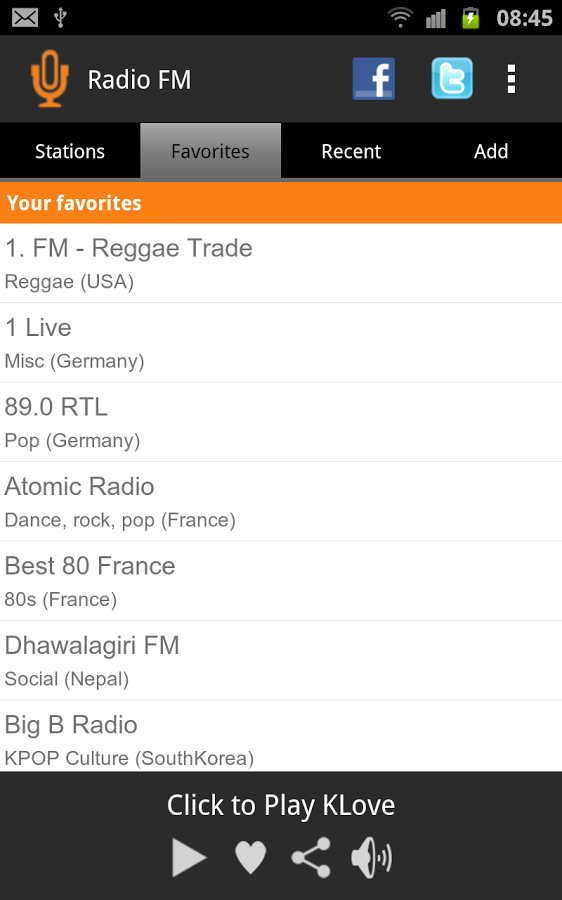 08:45
Radio FM
Stations Favorites Recent Add
Your favorites
1. FM - Reggae Trade
Reggae (USA)
1 Live
Misc (Germany)
89.0 RTL
Pop (Germany)
Atomic Radio
Dance, rock, pop (France)
Best 80 France
80s (France)
Dhawalagiri FM
Social (Nepal)
Big B Radio
KPOP Culture (SouthKorea)
Click to Play KLove